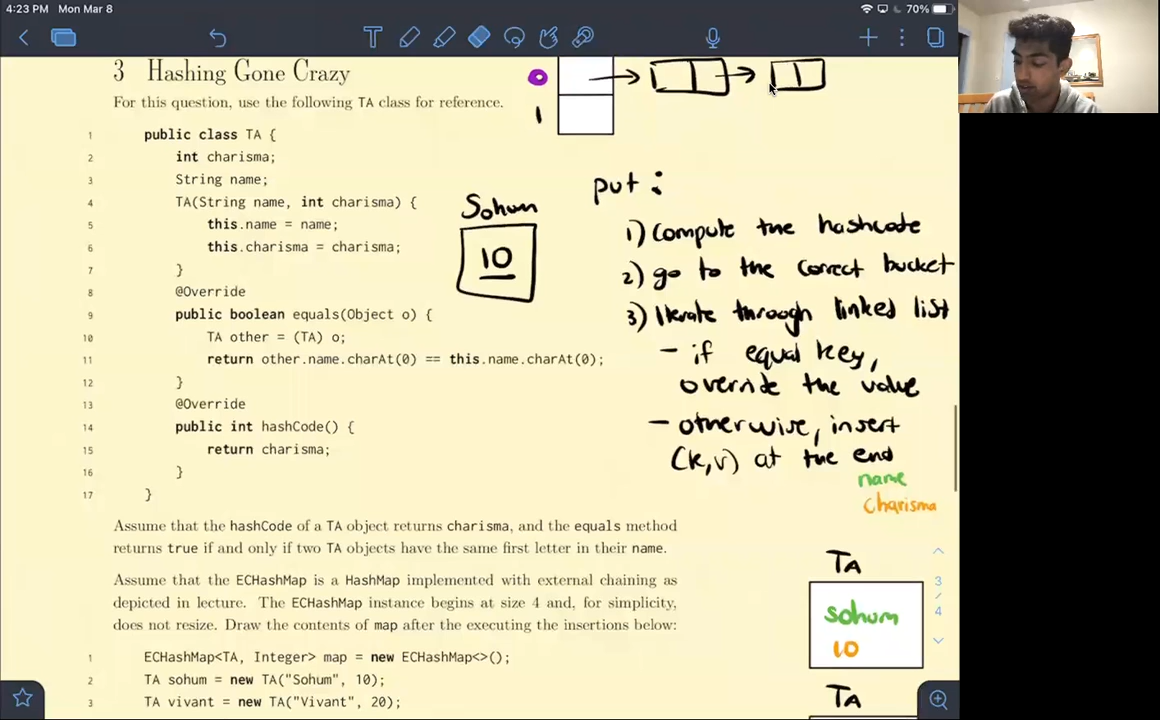 4:23 PM Mon Mar 8
70%
3 Hashing Gone Crazy
For this question, use the following TA class for reference.
1 public class TA {
2 int charisma;
3 String name;
4 TA(String name, int charisma) {
5 this.name = name;
6 this.charisma = charisma;
7 }
8 @Override
9 public boolean equals(Object o) {
10 TA other = (TA) o;
11 return other.name.charAt(0) == this.name.charAt(0);
12 }
13 @Override
14 public int hashCode() {
15 return charisma;
16 }
17 }
Assume that the hashCode of a TA object returns charisma, and the equals method
returns true if and only if two TA objects have the same first letter in their name.
Assume that the ECHashMap is a HashMap implemented with external chaining as
depicted in lecture. The ECHashMap instance begins at size 4 and, for simplicity,
does not resize. Draw the contents of map after the executing the insertions below:
1 ECHashMap<TA, Integer> map = new ECHashMap<>();
2 TA sohum = new TA("Sohum", 10);
3 TA vivant = new TA("Vivant", 20);
0
1
Sohum
10
put :
1) Compute the hashcode
2) go to the correct bucket
3) Iterate through linked list
- if equal key,
override the value
- otherwise, insert
(k,v) at the end
name
charisma
TA
sohum
10
TA
3
/
4